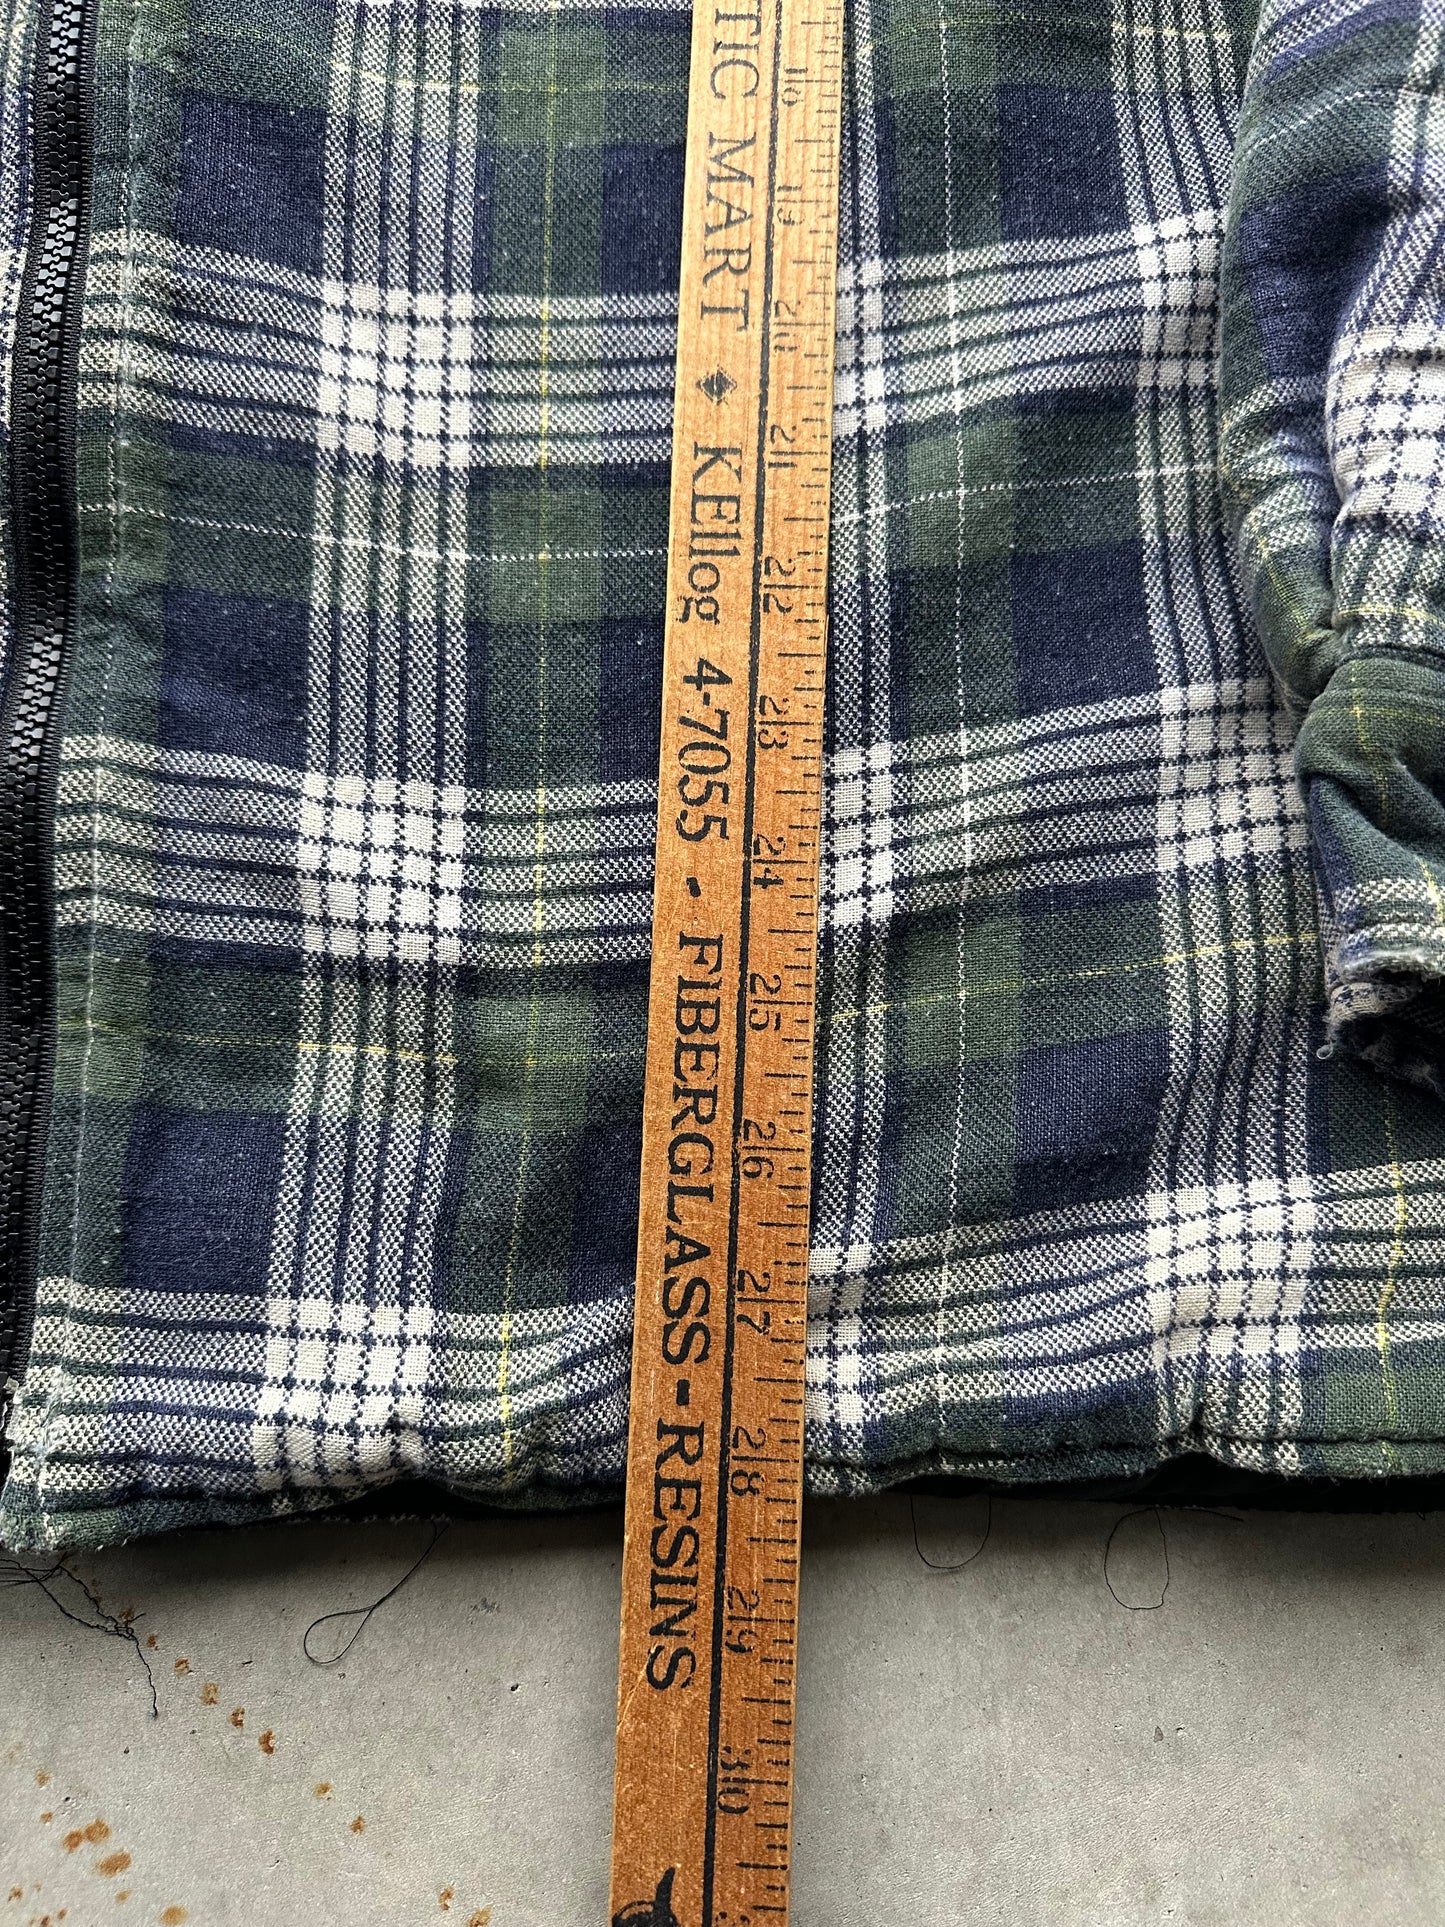 TIC MART ♦ KEllog 4-7055 • FIBERGLASS-RESINS
18 19 20 21 22 23 24 25 26 27 28 29 30